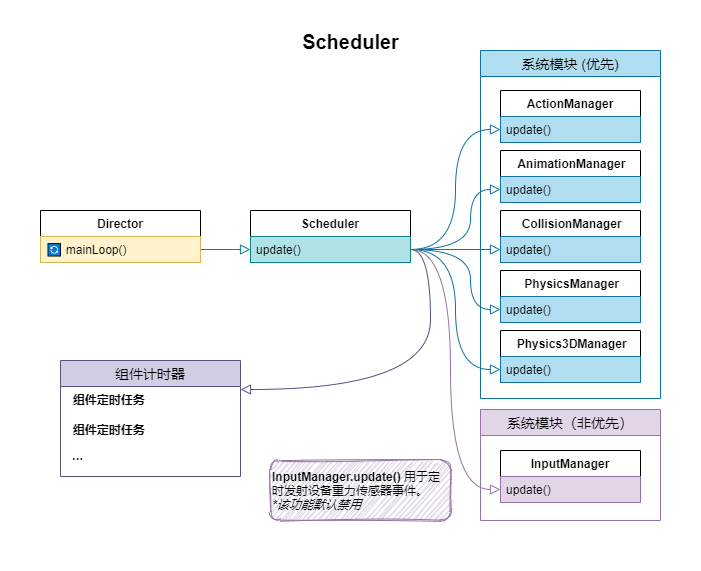 Scheduler
系统模块 (优先)
ActionManager
update()
AnimationManager
update()
CollisionManager
update()
PhysicsManager
update()
Physics3DManager
update()
Director
mainLoop()
Scheduler
update()
组件计时器
组件定时任务
组件定时任务
...
系统模块（非优先）
InputManager
update()
InputManager.update() 用于定
时发射设备重力传感器事件。
*该功能默认禁用